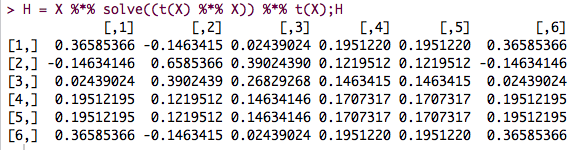 > H = X %*% solve((t(X) %*% X)) %*% t(X);H
[,1] [,2] [,3] [,4] [,5] [,6]
[1,] 0.36585366 -0.1463415 0.02439024 0.1951220 0.1951220 0.36585366
[2,] -0.14634146 0.6585366 0.39024390 0.1219512 0.1219512 -0.14634146
[3,] 0.02439024 0.3902439 0.26829268 0.1463415 0.1463415 0.02439024
[4,] 0.19512195 0.1219512 0.14634146 0.1707317 0.1707317 0.19512195
[5,] 0.19512195 0.1219512 0.14634146 0.1707317 0.1707317 0.19512195
[6,] 0.36585366 -0.1463415 0.02439024 0.1951220 0.1951220 0.36585366